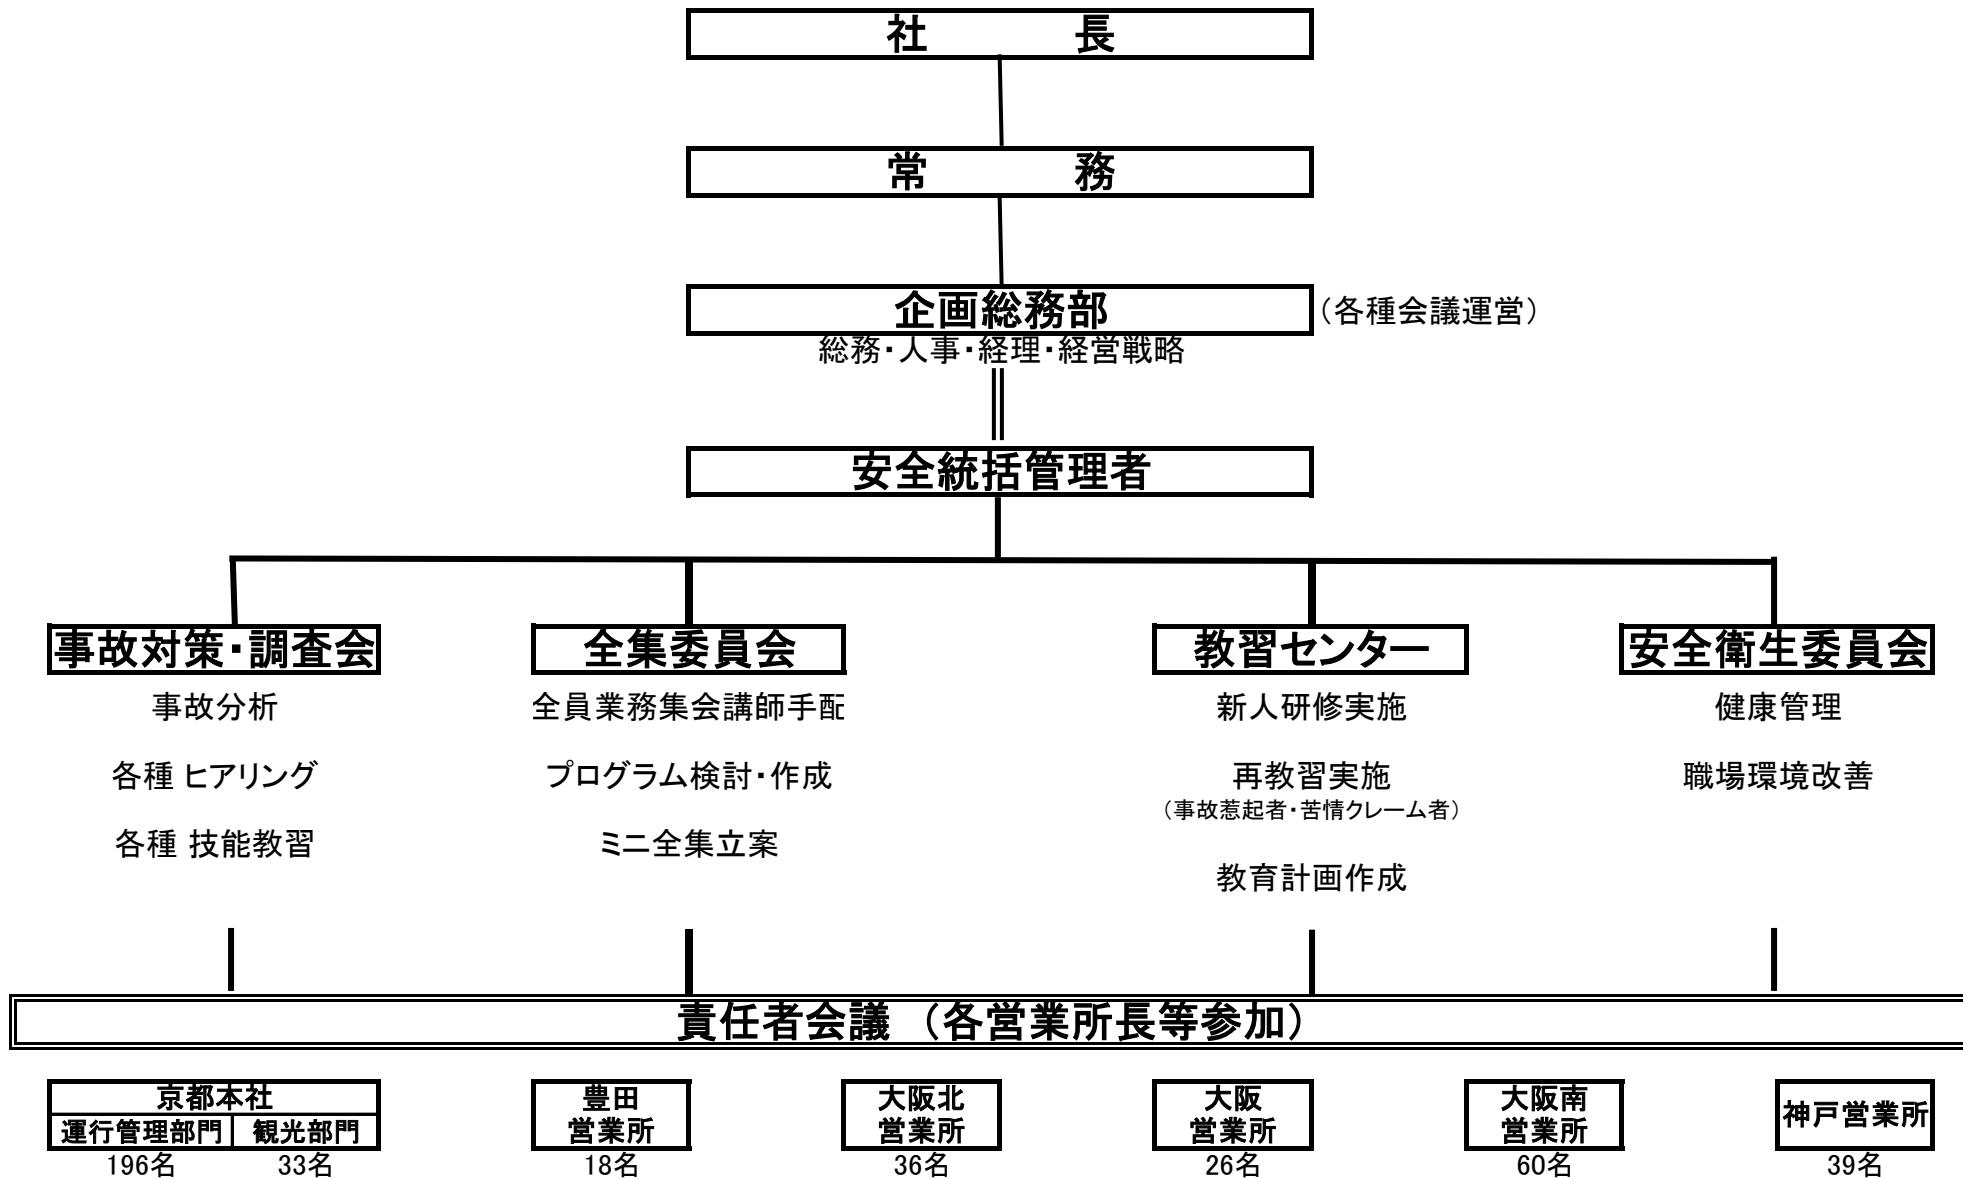 社　　　長
常　　　務
企画総務部
（各種会議運営）
総務・人事・経理・経営戦略
安全統括管理者
事故対策・調査会
事故分析
各種 ヒアリング
各種 技能教習
全集委員会
全員業務集会講師手配
プログラム検討・作成
ミニ全集立案
教習センター
新人研修実施
再教習実施
（事故惹起者・苦情クレーム者）
教育計画作成
安全衛生委員会
健康管理
職場環境改善
責任者会議 （各営業所長等参加）
京都本社
運行管理部門 観光部門
196名 33名
豊田
営業所
18名
大阪北
営業所
36名
大阪
営業所
26名
大阪南
営業所
60名
神戸営業所
39名